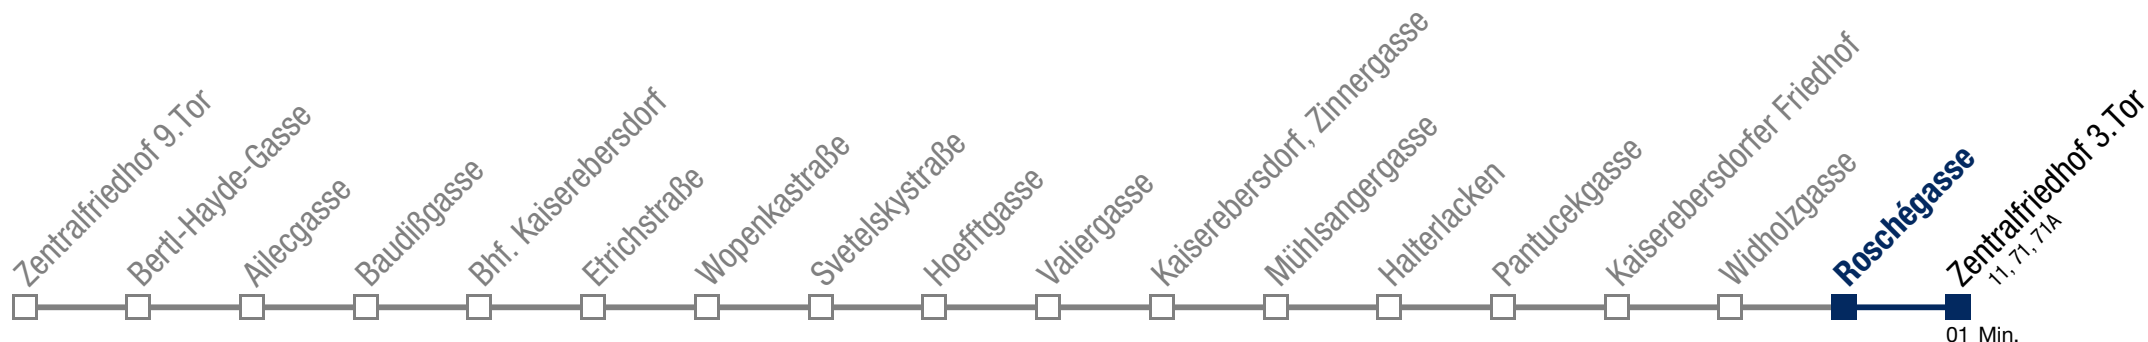 Zentralfriedhof 9.Tor
Bertl-Hayde-Gasse
Ailecgasse
Baudißgasse
Bhf. Kaiserebersdorf
Etrichstraße
Wopenkastraße
Svetelskystraße
Hoefftgasse
Valiergasse
Kaiserebersdorf, Zinnergasse
Mühlsangergasse
Halterlacken
Pantucekgasse
Kaiserebersdorfer Friedhof
Widholzgasse
Roschégasse
Zentralfriedhof 3.Tor
11, 71, 71A
01 Min.